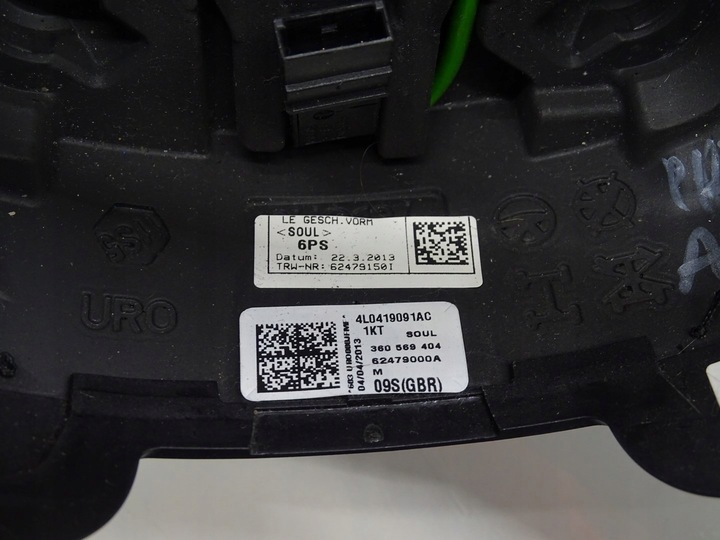 LE GESCH.VORM
<SOUL>
6PS
Datum: 22.3.2013
TRW-NR: 62479150I
URO
4L0419091AC
1KT SOUL
360 569 404
62479000A
M
09S(GBR)
04/04/2013